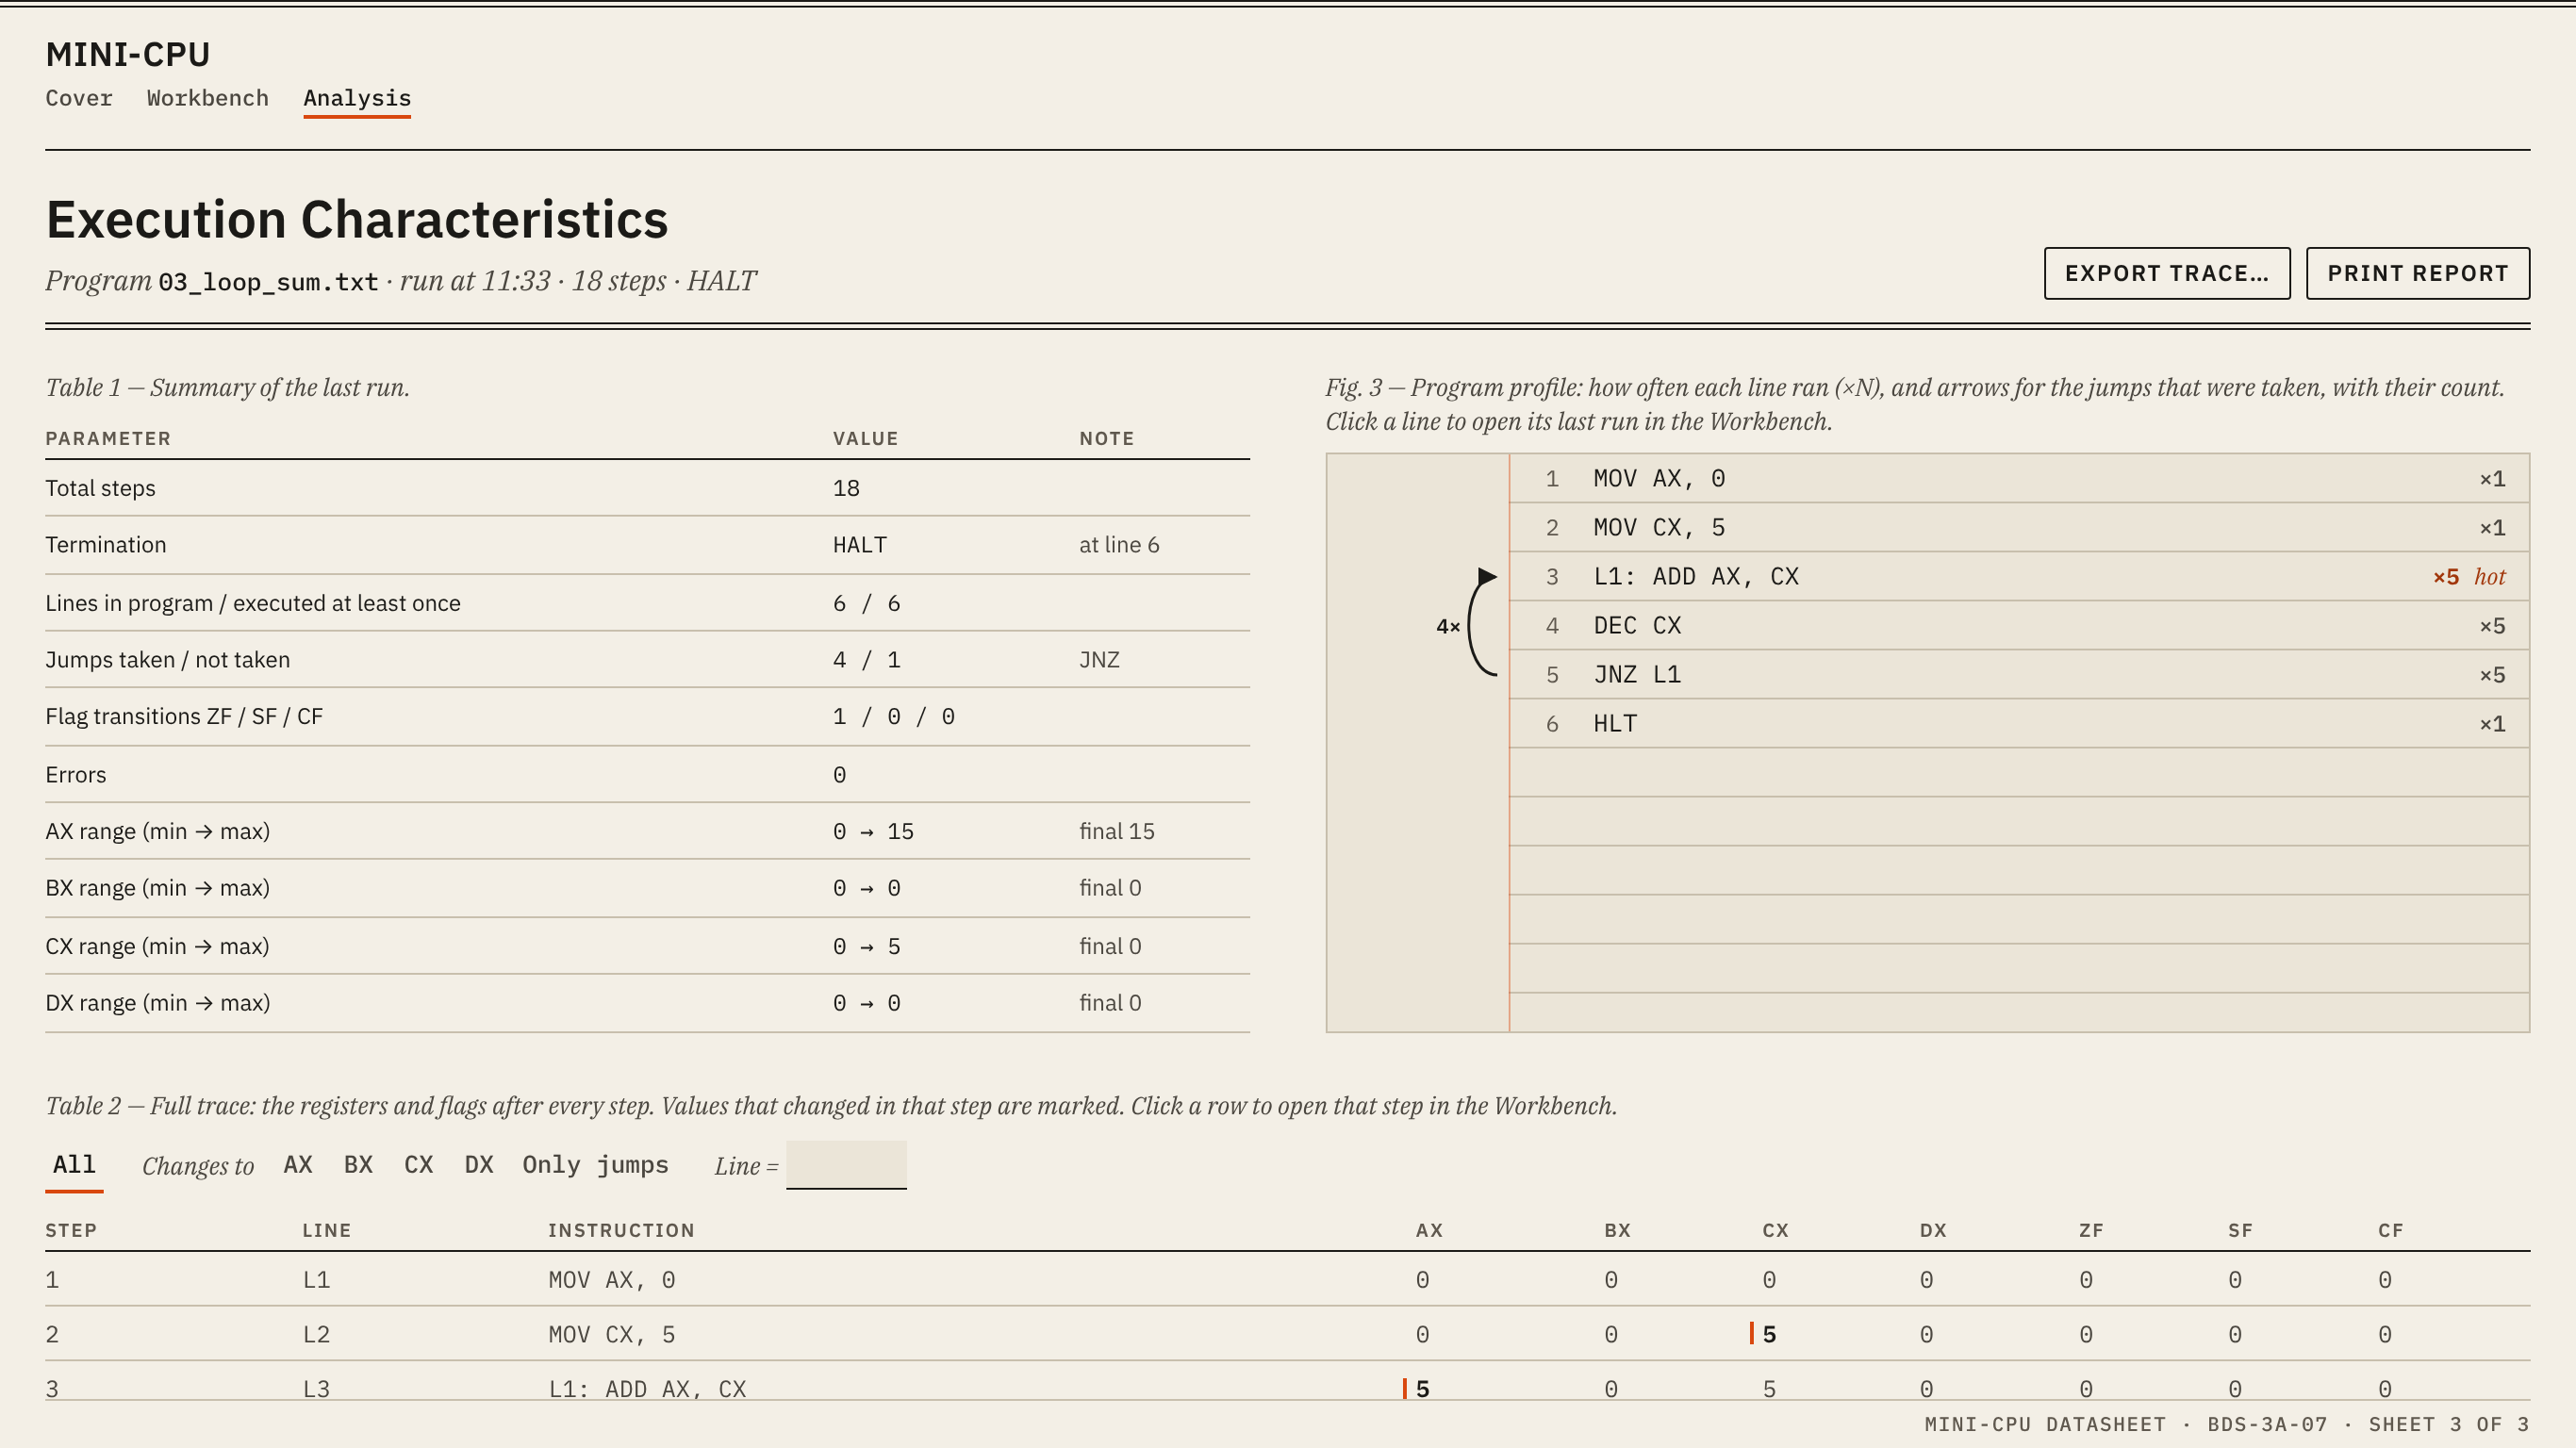 MINI-CPU
Cover Workbench Analysis
Execution Characteristics
Program 03_loop_sum.txt · run at 11:33 · 18 steps · HALT
EXPORT TRACE… PRINT REPORT
Table 1 — Summary of the last run.
PARAMETER VALUE NOTE
Total steps 18
Termination HALT at line 6
Lines in program / executed at least once 6 / 6
Jumps taken / not taken 4 / 1 JNZ
Flag transitions ZF / SF / CF 1 / 0 / 0
Errors 0
AX range (min → max) 0 → 15 final 15
BX range (min → max) 0 → 0 final 0
CX range (min → max) 0 → 5 final 0
DX range (min → max) 0 → 0 final 0
Fig. 3 — Program profile: how often each line ran (×N), and arrows for the jumps that were taken, with their count.
Click a line to open its last run in the Workbench.
1 MOV AX, 0 ×1
2 MOV CX, 5 ×1
3 L1: ADD AX, CX ×5 hot
4× 4 DEC CX ×5
5 JNZ L1 ×5
6 HLT ×1
Table 2 — Full trace: the registers and flags after every step. Values that changed in that step are marked. Click a row to open that step in the Workbench.
All Changes to AX BX CX DX Only jumps Line =
STEP LINE INSTRUCTION AX BX CX DX ZF SF CF
1 L1 MOV AX, 0 0 0 0 0 0 0 0
2 L2 MOV CX, 5 0 0 5 0 0 0 0
3 L3 L1: ADD AX, CX 5 0 5 0 0 0 0
MINI-CPU DATASHEET · BDS-3A-07 · SHEET 3 OF 3